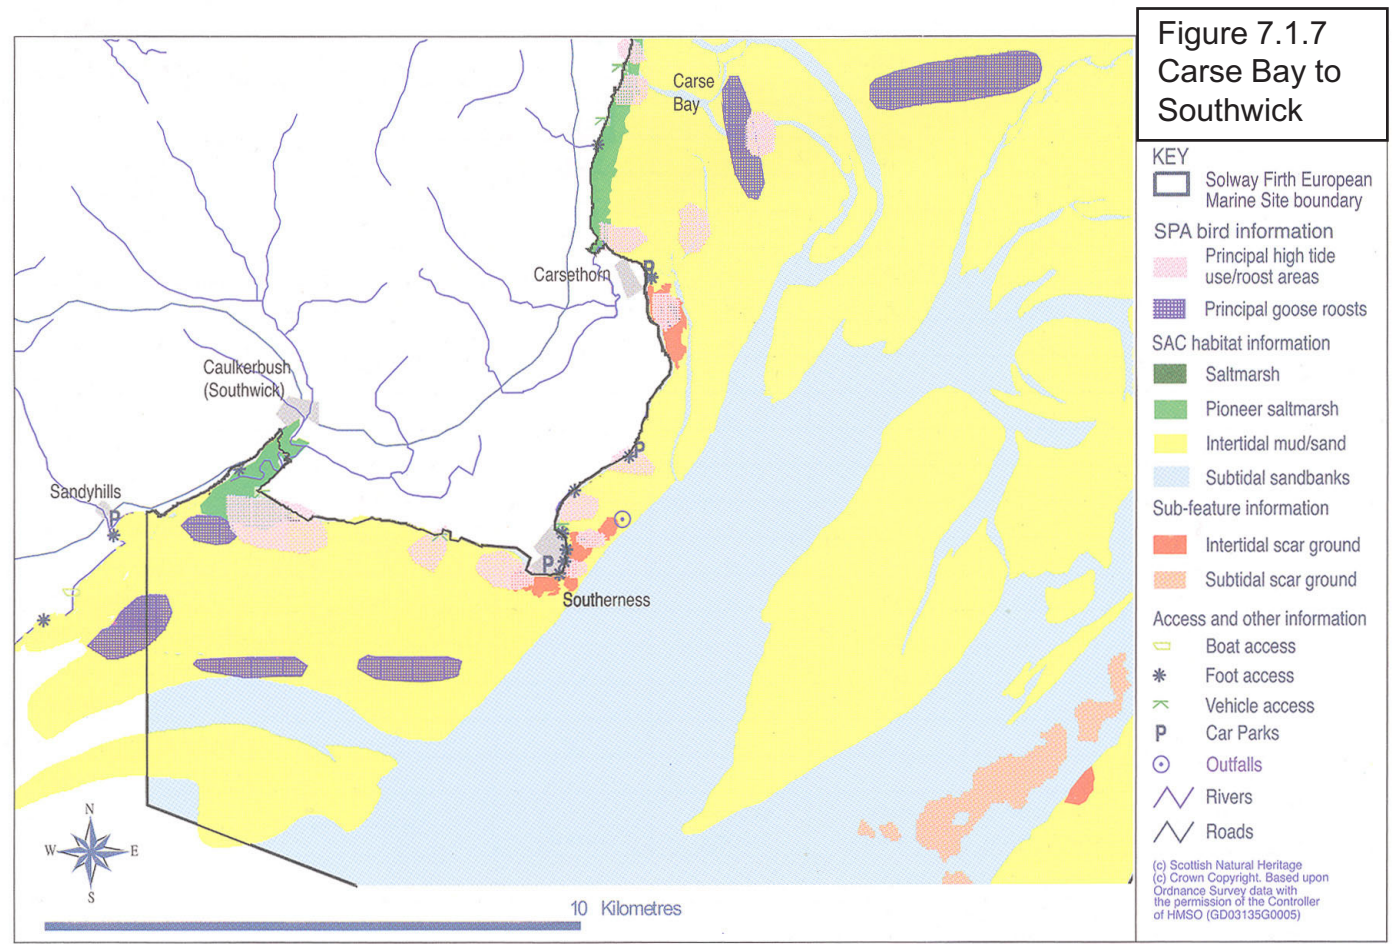 Figure 7.1.7
Carse Bay to
Southwick
Carse
Bay
Carsethorn
P
Caulkerbush
(Southwick)
P
Sandyhills
P
P
Southerness
N
W
E
S
10 Kilometres
KEY
Solway Firth European
Marine Site boundary
SPA bird information
Principal high tide
use/roost areas
Principal goose roosts
SAC habitat information
Saltmarsh
Pioneer saltmarsh
Intertidal mud/sand
Subtidal sandbanks
Sub-feature information
Intertidal scar ground
Subtidal scar ground
Access and other information
Boat access
Foot access
Vehicle access
P Car Parks
Outfalls
Rivers
Roads
(c) Scottish Natural Heritage
(c) Crown Copyright. Based upon
Ordnance Survey data with
the permission of the Controller
of HMSO (GD03135G0005)